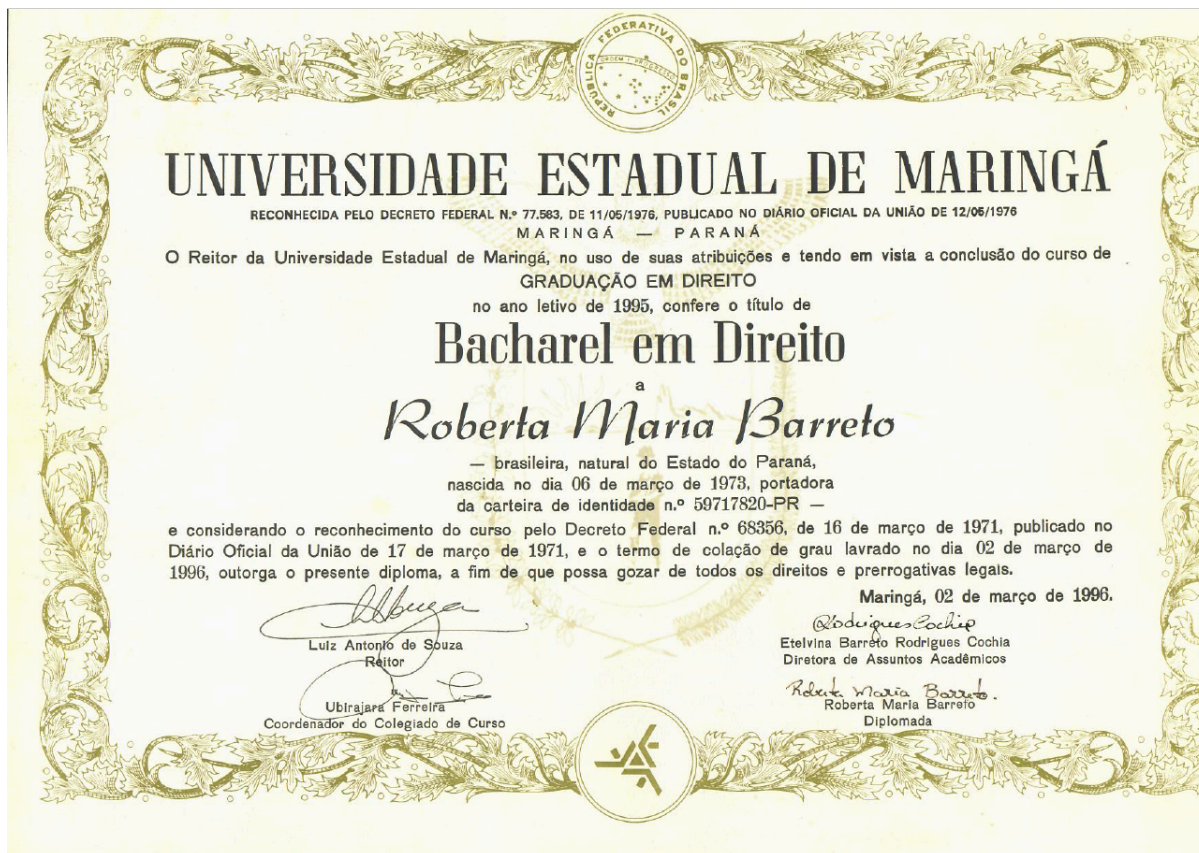 REPÚBLICA FEDERATIVA DO BRASIL
ORDEM E PROGRESSO
UNIVERSIDADE ESTADUAL DE MARINGÁ
RECONHECIDA PELO DECRETO FEDERAL N.º 77.583, DE 11/05/1976, PUBLICADO NO DIÁRIO OFICIAL DA UNIÃO DE 12/05/1976
MARINGÁ — PARANÁ
O Reitor da Universidade Estadual de Maringá, no uso de suas atribuições e tendo em vista a conclusão do curso de
GRADUAÇÃO EM DIREITO
no ano letivo de 1995, confere o título de
Bacharel em Direito
a
Roberta Maria Barreto
— brasileira, natural do Estado do Paraná,
nascida no dia 06 de março de 1973, portadora
da carteira de identidade n.º 59717820-PR —
e considerando o reconhecimento do curso pelo Decreto Federal n.º 68356, de 16 de março de 1971, publicado no
Diário Oficial da União de 17 de março de 1971, e o termo de colação de grau lavrado no dia 02 de março de
1996, outorga o presente diploma, a fim de que possa gozar de todos os direitos e prerrogativas legais.
Maringá, 02 de março de 1996.
Luiz Antonio de Souza
Reitor
Rodrigues Cochia
Etelvina Barreto Rodrigues Cochia
Diretora de Assuntos Acadêmicos
Ubirajara Ferreira
Coordenador do Colegiado de Curso
Roberta Maria Barreto.
Roberta Maria Barreto
Diplomada